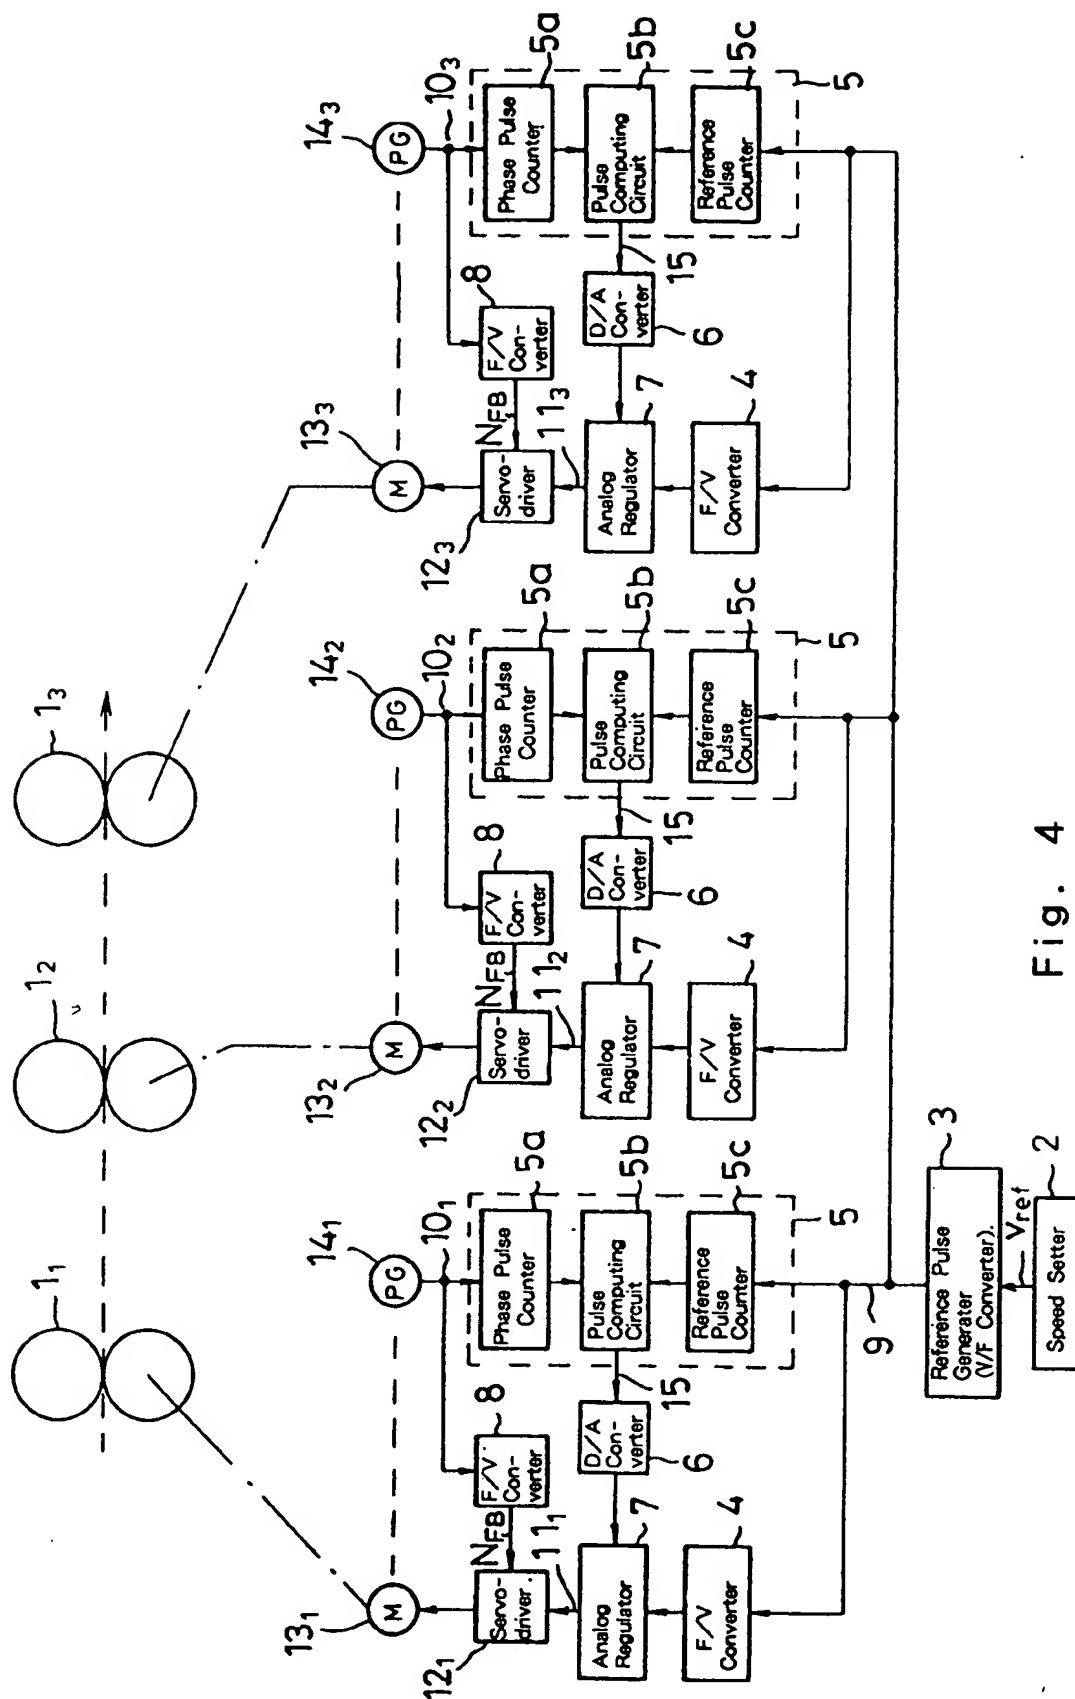 1₁
1₂
1₃
13₁
M
14₁
PG
10₁
13₂
M
14₂
PG
10₂
13₃
M
14₃
PG
10₃
12₁
Servo-
driver.
NFB
F/V.
Con-
verter
8
Phase Pulse
Counter
5a
12₂
Servo-
driver
NFB
F/V
Con-
verter
8
Phase Pulse
Counter
5a
12₃
Servo-
driver
NFB
F/V
Con-
verter
8
Phase Pulse
Counter
5a
11₁
Analog
Regulator
7
D/A
Con-
verter
6
15
Pulse
Computing
Circuit
5b
11₂
Analog
Regulator
7
D/A
Con-
verter
6
15
Pulse
Computing
Circuit
5b
11₃
Analog
Regulator
7
D/A
Con-
verter
6
15
Pulse
Computing
Circuit
5b
F/V
Converter
4
Reference
Pulse
Counter
5c
5
F/V
Converter
4
Reference
Pulse
Counter
5c
5
F/V
Converter
4
Reference
Pulse
Counter
5c
5
9
Reference Pulse
Generater
(V/F Converter).
3
Vref
Speed Setter
2
Fig. 4